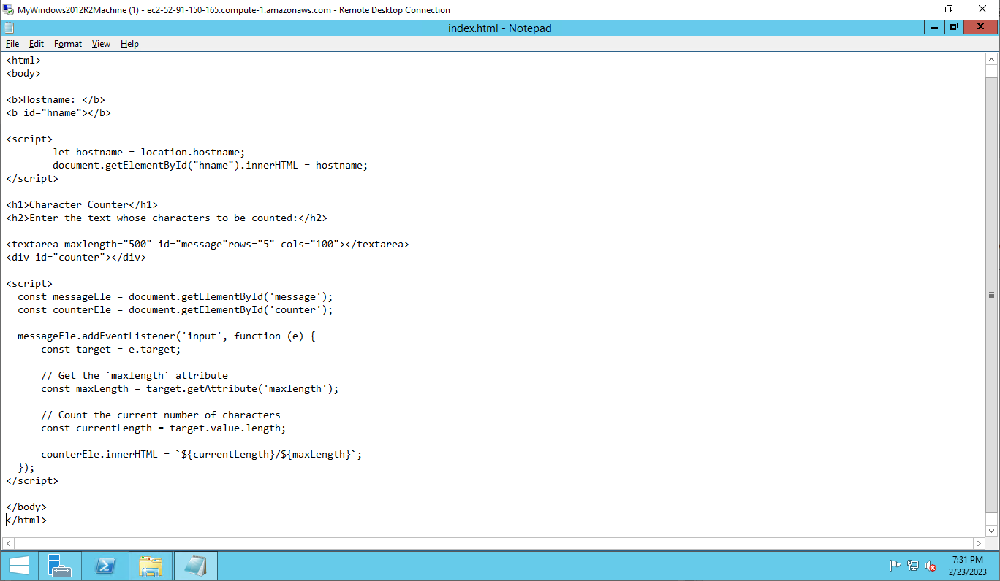 MyWindows2012R2Machine (1) - ec2-52-91-150-165.compute-1.amazonaws.com - Remote Desktop Connection
index.html - Notepad
File Edit Format View Help
<html>
<body>

<b>Hostname: </b>
<b id="hname"></b>

<script>
        let hostname = location.hostname;
        document.getElementById("hname").innerHTML = hostname;
</script>

<h1>Character Counter</h1>
<h2>Enter the text whose characters to be counted:</h2>

<textarea maxlength="500" id="message"rows="5" cols="100"></textarea>
<div id="counter"></div>

<script>
  const messageEle = document.getElementById('message');
  const counterEle = document.getElementById('counter');

  messageEle.addEventListener('input', function (e) {
      const target = e.target;

      // Get the `maxlength` attribute
      const maxLength = target.getAttribute('maxlength');

      // Count the current number of characters
      const currentLength = target.value.length;

      counterEle.innerHTML = `${currentLength}/${maxLength}`;
  });
</script>

</body>
</html>
7:31 PM
2/23/2023